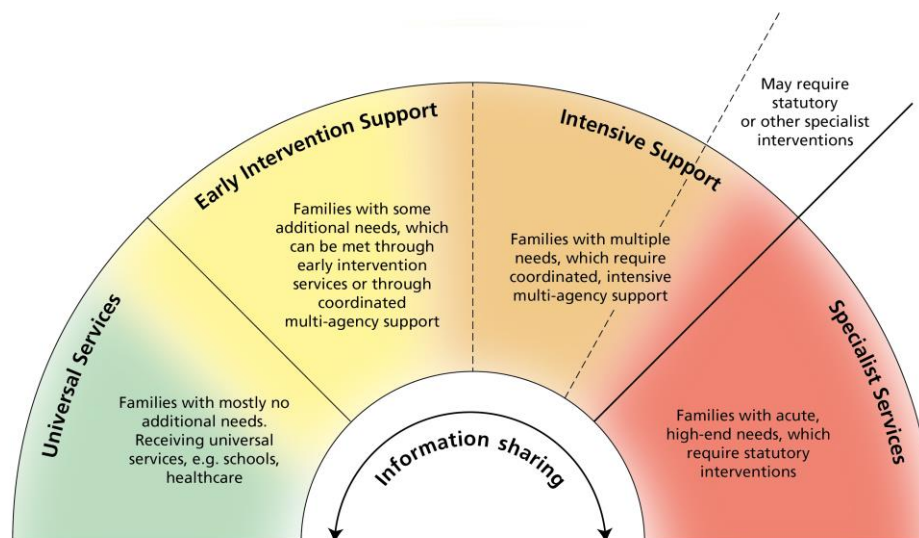 Universal Services
Families with mostly no
additional needs.
Receiving universal
services, e.g. schools,
healthcare
Early Intervention Support
Families with some
additional needs, which
can be met through
early intervention
services or through
coordinated
multi-agency support
Intensive Support
Families with multiple
needs, which require
coordinated, intensive
multi-agency support
May require
statutory
or other specialist
interventions
Specialist Services
Families with acute,
high-end needs, which
require statutory
interventions
Information sharing